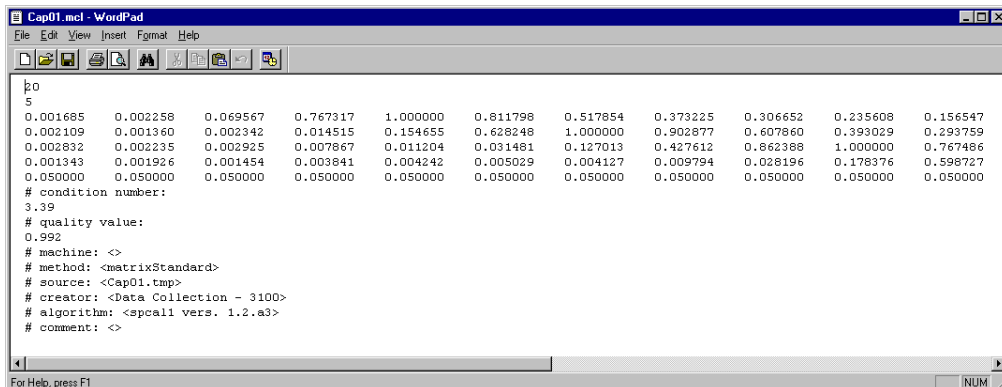 Cap01.mcl - WordPad
File Edit View Insert Format Help
20
5
0.001685 0.002258 0.069567 0.767317 1.000000 0.811798 0.517854 0.373225 0.306652 0.235608 0.156547
0.002109 0.001360 0.002342 0.014515 0.154655 0.628248 1.000000 0.902877 0.607860 0.393029 0.293759
0.002832 0.002235 0.002925 0.007867 0.011204 0.031481 0.127013 0.427612 0.862388 1.000000 0.767486
0.001343 0.001926 0.001454 0.003841 0.004242 0.005029 0.004127 0.009794 0.028196 0.178376 0.598727
0.050000 0.050000 0.050000 0.050000 0.050000 0.050000 0.050000 0.050000 0.050000 0.050000 0.050000
# condition number:
3.39
# quality value:
0.992
# machine: <>
# method: <matrixStandard>
# source: <Cap01.tmp>
# creator: <Data Collection - 3100>
# algorithm: <spcal1 vers. 1.2.a3>
# comment: <>
For Help, press F1 NUM